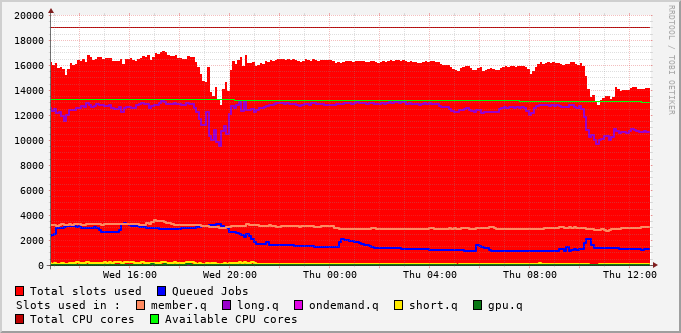 20000
18000
16000
14000
12000
10000
8000
6000
4000
2000
0
Wed 16:00 Wed 20:00 Thu 00:00 Thu 04:00 Thu 08:00 Thu 12:00
Total slots used Queued Jobs
Slots used in : member.q long.q ondemand.q short.q gpu.q
Total CPU cores Available CPU cores
RRDTOOL / TOBI OETIKER